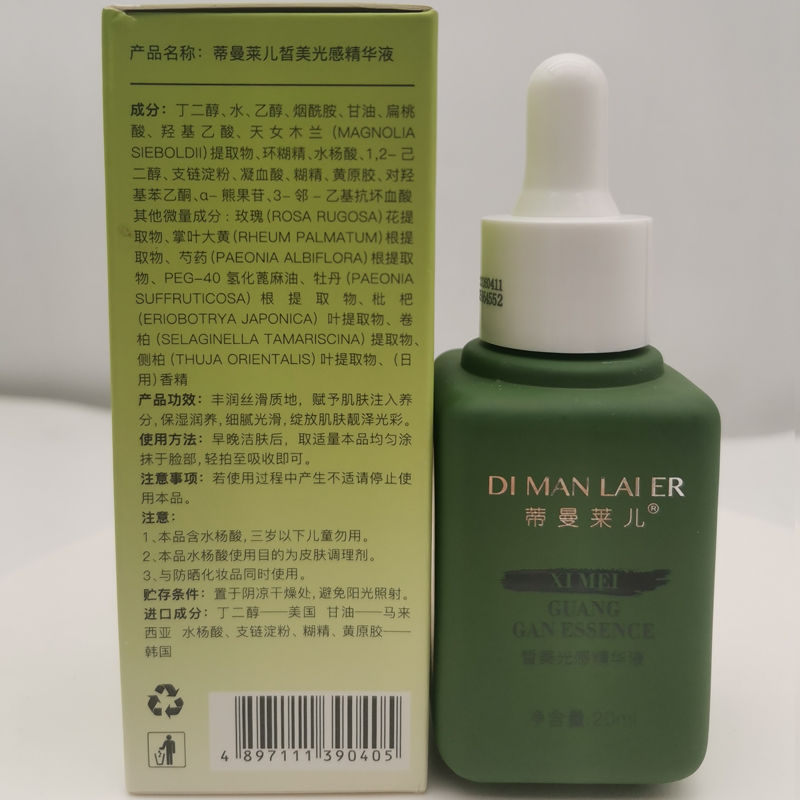 产品名称：蒂曼莱儿皙美光感精华液
成分：丁二醇、水、乙醇、烟酰胺、甘油、扁桃
酸、羟基乙酸、天女木兰（MAGNOLIA
SIEBOLDII）提取物、环糊精、水杨酸、1,2-己
二醇、支链淀粉、凝血酸、糊精、黄原胶、对羟
基苯乙酮、α-熊果苷、3-邻-乙基抗坏血酸
其他微量成分：玫瑰（ROSA RUGOSA）花提
取物、掌叶大黄（RHEUM PALMATUM）根提
取物、芍药（PAEONIA ALBIFLORA）根提取
物、PEG-40 氢化蓖麻油、牡丹（PAEONIA
SUFFRUTICOSA）根提取物、枇杷
（ERIOBOTRYA JAPONICA）叶提取物、卷
柏（SELAGINELLA TAMARISCINA）提取物、
侧柏（THUJA ORIENTALIS）叶提取物、（日
用）香精
产品功效：丰润丝滑质地，赋予肌肤注入养
分，保湿润养，细腻光滑，绽放肌肤靓泽光彩。
使用方法：早晚洁肤后，取适量本品均匀涂
抹于脸部，轻拍至吸收即可。
注意事项：若使用过程中产生不适请停止使
用本品。
注意：
1、本品含水杨酸，三岁以下儿童勿用。
2、本品水杨酸使用目的为皮肤调理剂。
3、与防晒化妆品同时使用。
贮存条件：置于阴凉干燥处，避免阳光照射。
进口成分：丁二醇——美国 甘油——马来
西亚 水杨酸、支链淀粉、糊精、黄原胶——
韩国
4 897111 390405
DI MAN LAI ER
蒂曼莱儿®
XI MEI
GUANG
GAN ESSENCE
皙美光感精华液
净含量:20ml